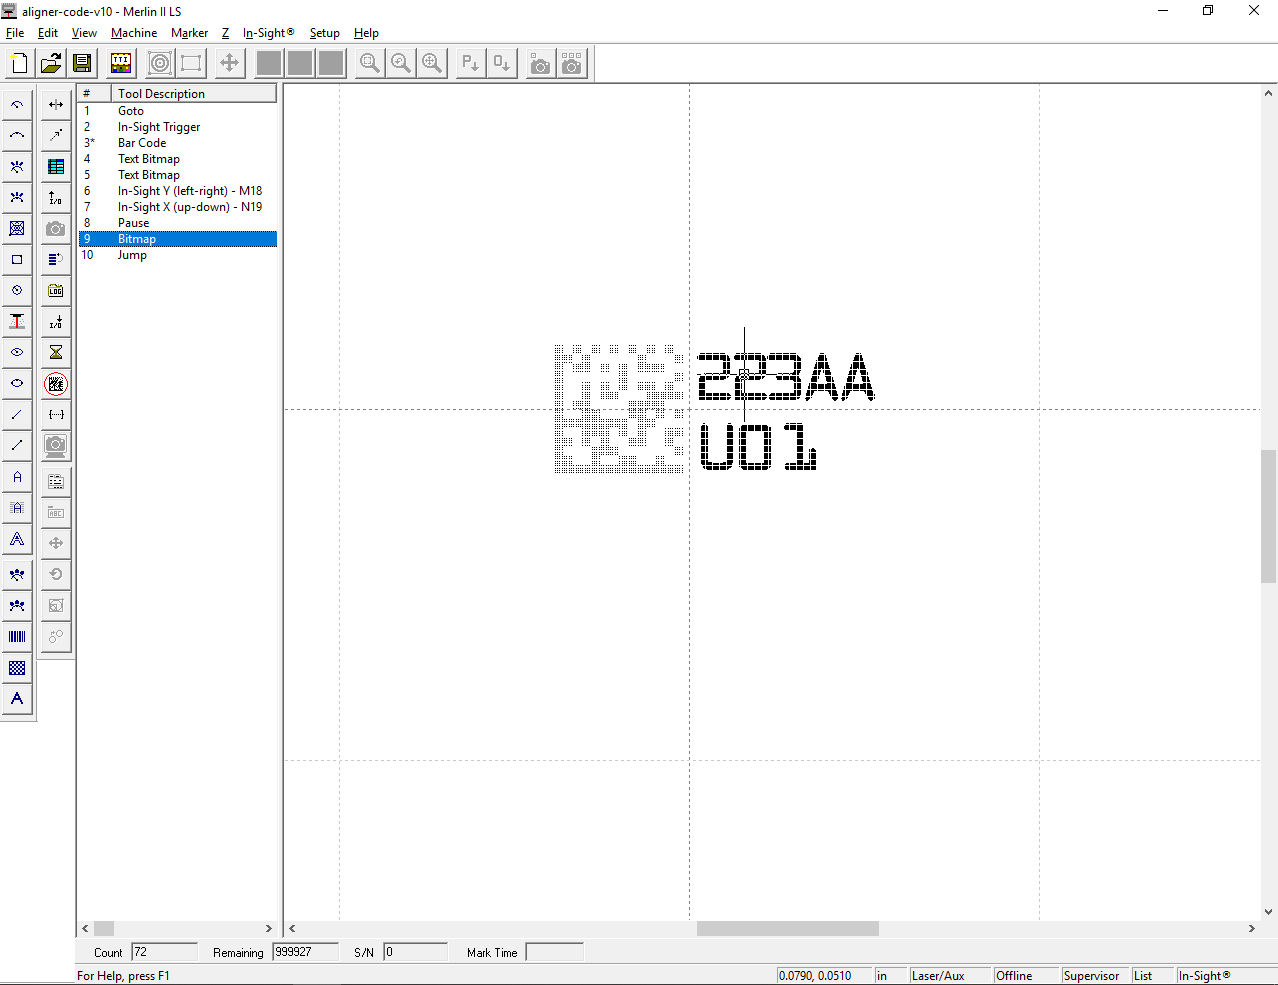 aligner-code-v10 - Merlin II LS
File Edit View Machine Marker Z In-Sight® Setup Help
TTI P O
# Tool Description
1 Goto
2 In-Sight Trigger
3* Bar Code
4 Text Bitmap
5 Text Bitmap
6 In-Sight Y (left-right) - M18
7 In-Sight X (up-down) - N19
8 Pause
9 Bitmap
10 Jump
I/O
LOG
I/O
A
A ABC
A
A
223AA
U01
Count 72 Remaining 999927 S/N 0 Mark Time
For Help, press F1 0.0790, 0.0510 in Laser/Aux Offline Supervisor List In-Sight®